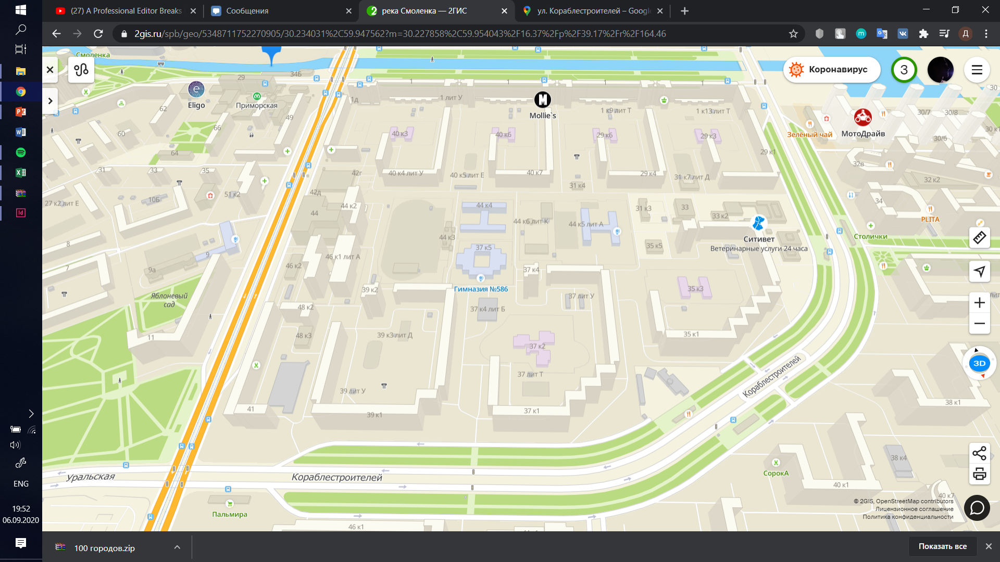 (27) A Professional Editor Breaks
Сообщения
река Смоленка — 2ГИС
ул. Кораблестроителей – Google
2gis.ru/spb/geo/5348711752270905/30.234031%2C59.947562?m=30.227858%2C59.954043%2F16.37%2Fp%2F39.17%2Fr%2F164.46
Смоленка
Коронавирус
3
29
34Б
1
1
1
1
1д
1 лит У
1 к9 лит Т
1 к13 лит Т
Eligo
Приморская
Mollie`s
62
49
66
60
64
31
33
35
30
30/7
30/8
30/6
30 к1
Зелёный чай
МотоДрайв
40 к3
40 к6
29 к6
29 к3
29 к1
40 к4 лит У
40 к5 лит Е
40 к7
31 к4
29 к4
31 к7 лит Д
32в
32 к2
42г
42д
51 к2
27 к2 лит Е
10Б
44
44 к2
44 к4
44 к6 лит К
44 к5 лит А
44 к3
31 к3
33
33 к2
34
PLITA
Ситивет
Ветеринарные услуги 24 часа
Столички
35 к5
8
9
9а
7
46 к1 лит А
46 к2
37 к5
37 к4
Гимназия №586
39 к2
37 лит У
35 к3
Яблоневый
сад
48 к2
37 к4 лит Б
11
48 к3
39 к3 лит Д
37 к2
35 к1
37 лит Т
39 лит У
41
39 к1
37 к1
Кораблестроителей
3D
38 к1
38 к4
СорокА
40 к1
40 к7
Уральская
Кораблестроителей
Пальмира
46 к1
© 2GIS, OpenStreetMap contributors
Лицензионное соглашение
Политика конфиденциальности
ENG
19:52
06.09.2020
100 городов.zip
Показать все